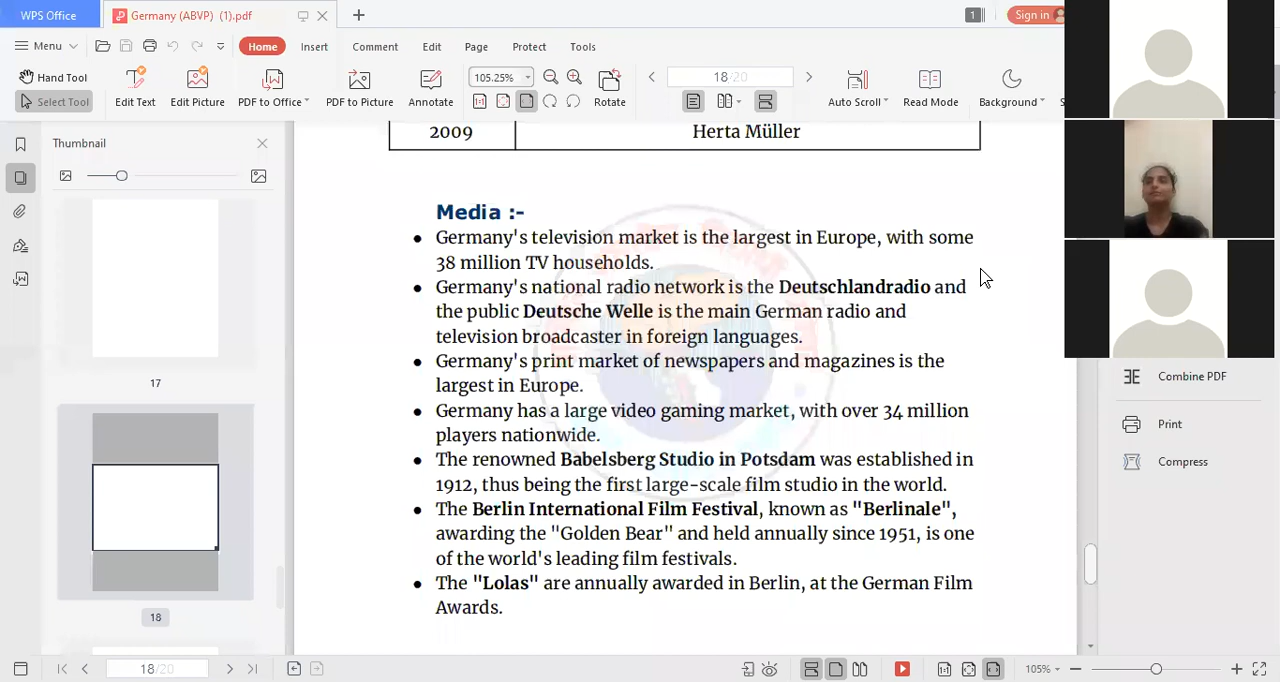 WPS Office
Germany (ABVP) (1).pdf
1
Sign in
Menu
Home
Insert
Comment
Edit
Page
Protect
Tools
Hand Tool
Select Tool
Edit Text
Edit Picture
PDF to Office
PDF to Picture
Annotate
105.25%
Rotate
18/20
Auto Scroll
Read Mode
Background
Thumbnail
17
18
2009 Herta Müller
Media :-
Germany's television market is the largest in Europe, with some
38 million TV households.
Germany's national radio network is the Deutschlandradio and
the public Deutsche Welle is the main German radio and
television broadcaster in foreign languages.
Germany's print market of newspapers and magazines is the
largest in Europe.
Germany has a large video gaming market, with over 34 million
players nationwide.
The renowned Babelsberg Studio in Potsdam was established in
1912, thus being the first large-scale film studio in the world.
The Berlin International Film Festival, known as "Berlinale",
awarding the "Golden Bear" and held annually since 1951, is one
of the world's leading film festivals.
The "Lolas" are annually awarded in Berlin, at the German Film
Awards.
Combine PDF
Print
Compress
18/20
105%